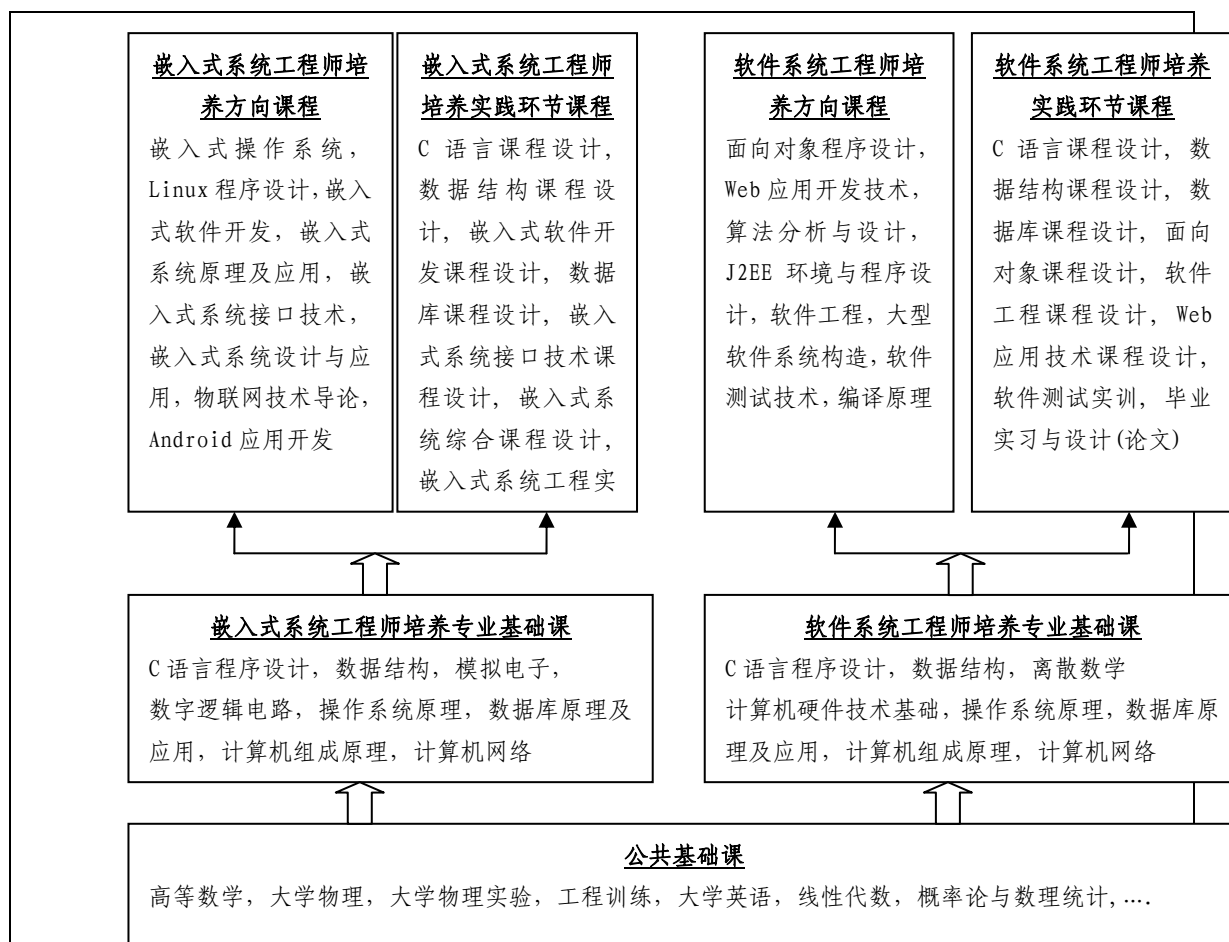 嵌入式系统工程师培
养方向课程
嵌入式操作系统，
Linux 程序设计，嵌入
式软件开发，嵌入式
系统原理及应用，嵌
入式系统接口技术，
嵌入式系统设计与应
用，物联网技术导论，
Android 应用开发
嵌入式系统工程师
培养实践环节课程
C 语言课程设计，
数据结构课程设
计，嵌入式软件开
发课程设计，数据
库课程设计，嵌入
式系统接口技术课
程设计，嵌入式系
统综合课程设计，
嵌入式系统工程实
软件系统工程师培
养方向课程
面向对象程序设计，
Web 应用开发技术，
算法分析与设计，
J2EE 环境与程序设
计，软件工程，大型
软件系统构造，软件
测试技术，编译原理
软件系统工程师培养
实践环节课程
C 语言课程设计，数
据结构课程设计，数
据库课程设计，面向
对象课程设计，软件
工程课程设计，Web
应用技术课程设计，
软件测试实训，毕业
实习与设计(论文)
嵌入式系统工程师培养专业基础课
C 语言程序设计，数据结构，模拟电子，
数字逻辑电路，操作系统原理，数据库原理及
应用，计算机组成原理，计算机网络
软件系统工程师培养专业基础课
C 语言程序设计，数据结构，离散数学
计算机硬件技术基础，操作系统原理，数据库原
理及应用，计算机组成原理，计算机网络
公共基础课
高等数学，大学物理，大学物理实验，工程训练，大学英语，线性代数，概率论与数理统计，….